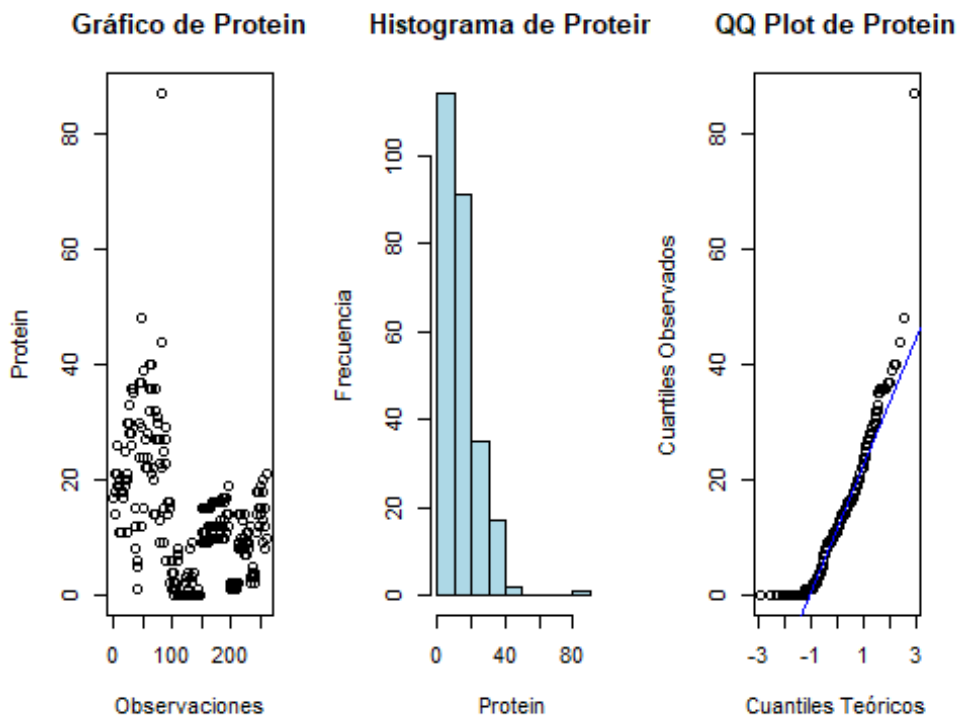 Gráfico de Protein
Protein
0
20
40
60
80
0
100
200
Observaciones
Histograma de Proteir
Frecuencia
0
20
40
60
80
100
0
40
80
Protein
QQ Plot de Protein
Cuantiles Observados
0
20
40
60
80
-3
-1
1
3
Cuantiles Teóricos